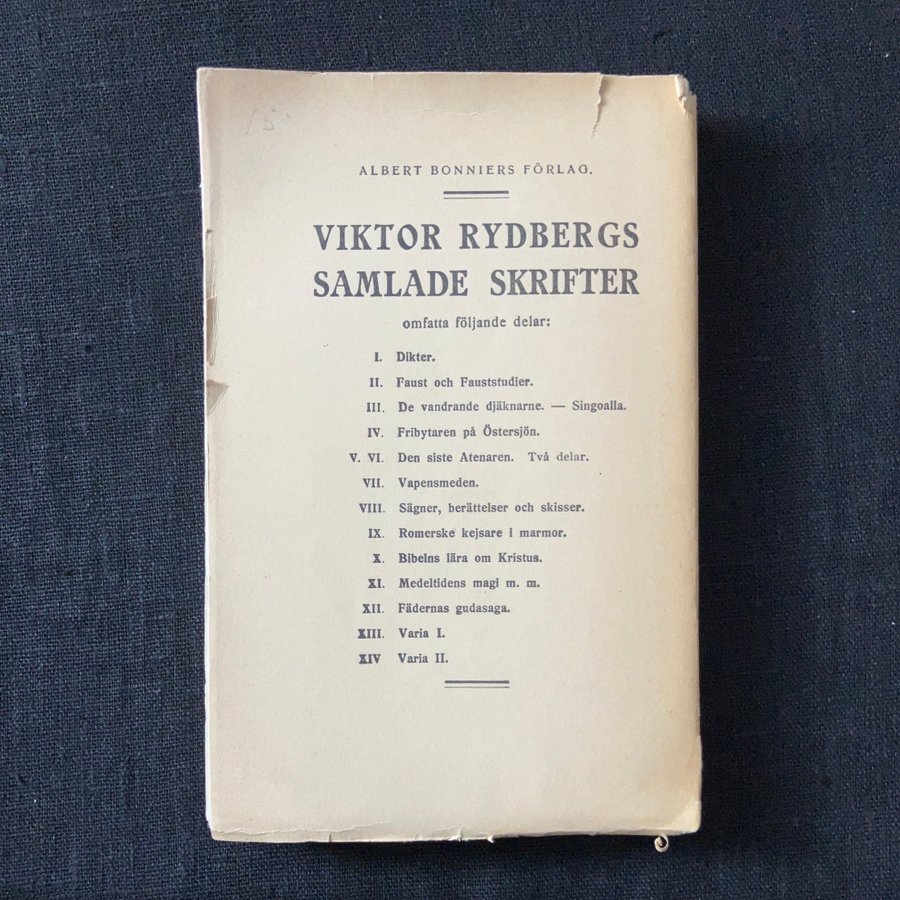 ALBERT BONNIERS FÖRLAG.
VIKTOR RYDBERGS
SAMLADE SKRIFTER
omfatta följande delar:
I. Dikter.
II. Faust och Fauststudier.
III. De vandrande djäknarne. — Singoalla.
IV. Fribytaren på Östersjön.
V. VI. Den siste Atenaren. Två delar.
VII. Vapensmeden.
VIII. Sägner, berättelser och skisser.
IX. Romerske kejsare i marmor.
X. Bibelns lära om Kristus.
XI. Medeltidens magi m. m.
XII. Fädernas gudasaga.
XIII. Varia I.
XIV Varia II.